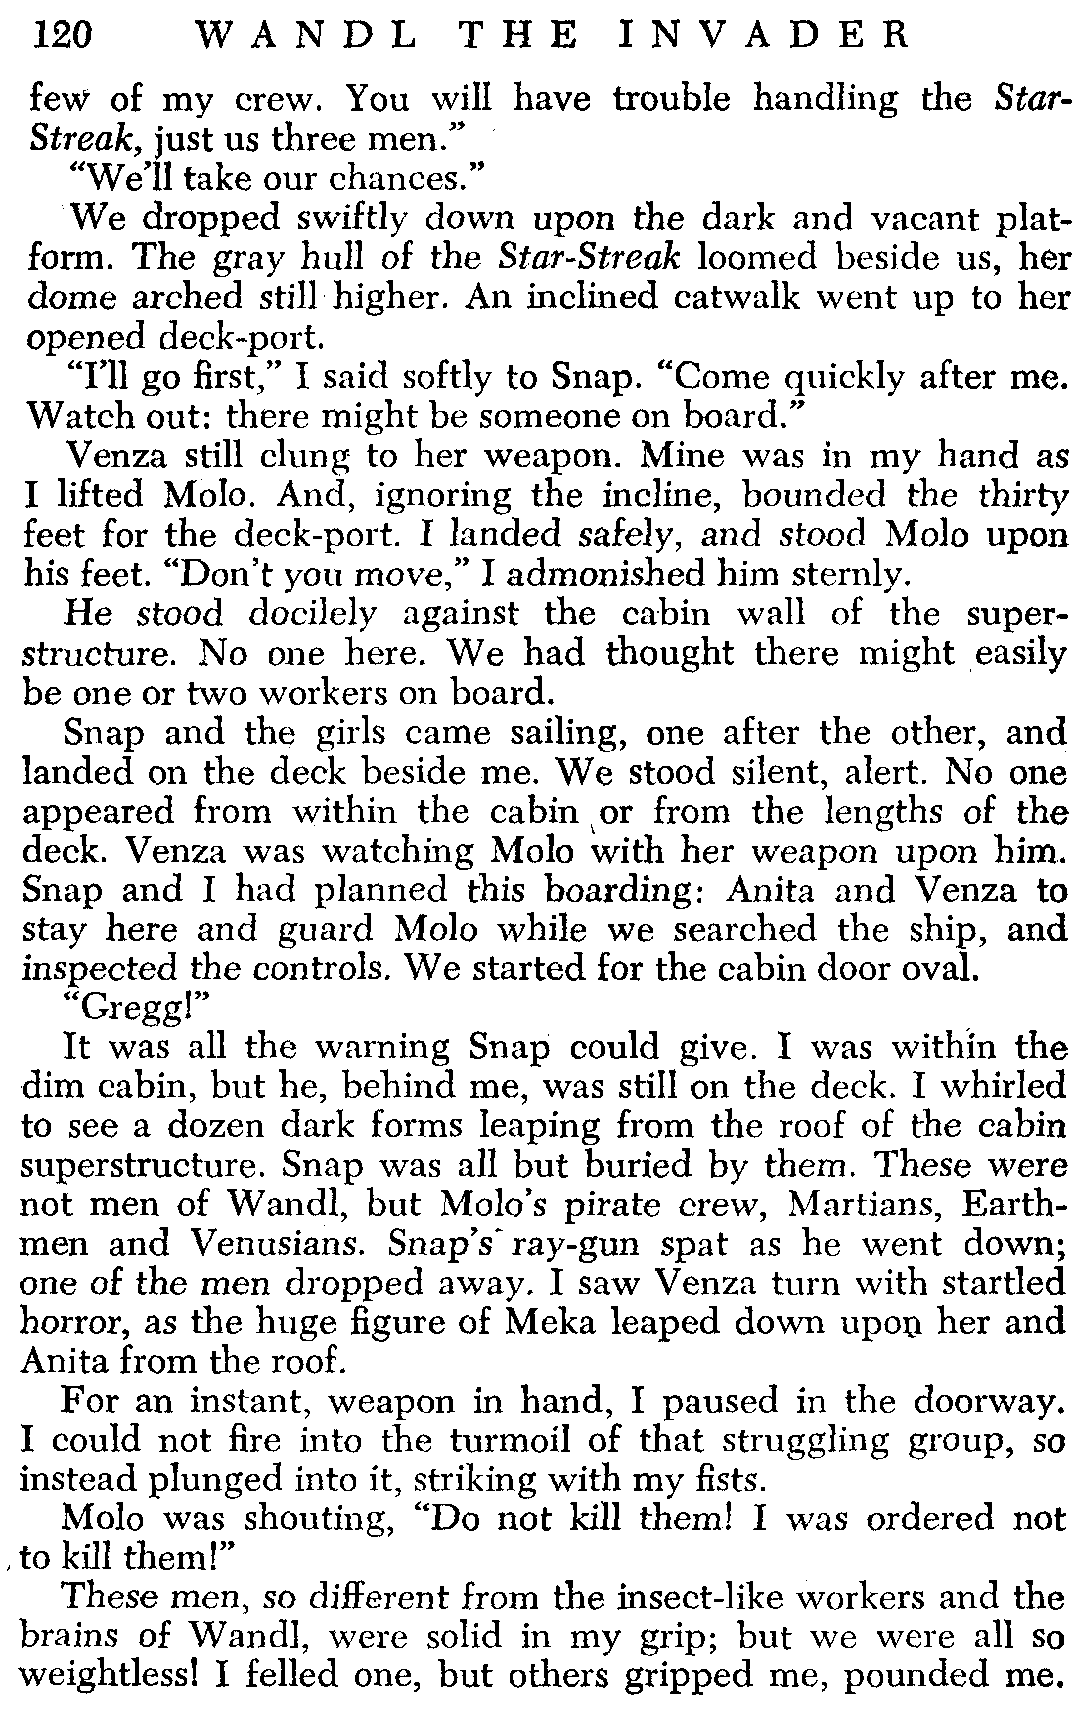 120 WANDL THE INVADER
few of my crew. You will have trouble handling the Star-
Streak, just us three men.”
“We’ll take our chances.”
We dropped swiftly down upon the dark and vacant plat-
form. The gray hull of the Star-Streak loomed beside us, her
dome arched still higher. An inclined catwalk went up to her
opened deck-port.
“I’ll go first,” I said softly to Snap. “Come quickly after me.
Watch out: there might be someone on board.”
Venza still clung to her weapon. Mine was in my hand as
I lifted Molo. And, ignoring the incline, bounded the thirty
feet for the deck-port. I landed safely, and stood Molo upon
his feet. “Don’t you move,” I admonished him sternly.
He stood docilely against the cabin wall of the super-
structure. No one here. We had thought there might easily
be one or two workers on board.
Snap and the girls came sailing, one after the other, and
landed on the deck beside me. We stood silent, alert. No one
appeared from within the cabin or from the lengths of the
deck. Venza was watching Molo with her weapon upon him.
Snap and I had planned this boarding: Anita and Venza to
stay here and guard Molo while we searched the ship, and
inspected the controls. We started for the cabin door oval.
“Gregg!”
It was all the warning Snap could give. I was within the
dim cabin, but he, behind me, was still on the deck. I whirled
to see a dozen dark forms leaping from the roof of the cabin
superstructure. Snap was all but buried by them. These were
not men of Wandl, but Molo’s pirate crew, Martians, Earth-
men and Venusians. Snap’s ray-gun spat as he went down;
one of the men dropped away. I saw Venza turn with startled
horror, as the huge figure of Meka leaped down upon her and
Anita from the roof.
For an instant, weapon in hand, I paused in the doorway.
I could not fire into the turmoil of that struggling group, so
instead plunged into it, striking with my fists.
Molo was shouting, “Do not kill them! I was ordered not
to kill them!”
These men, so different from the insect-like workers and the
brains of Wandl, were solid in my grip; but we were all so
weightless! I felled one, but others gripped me, pounded me.